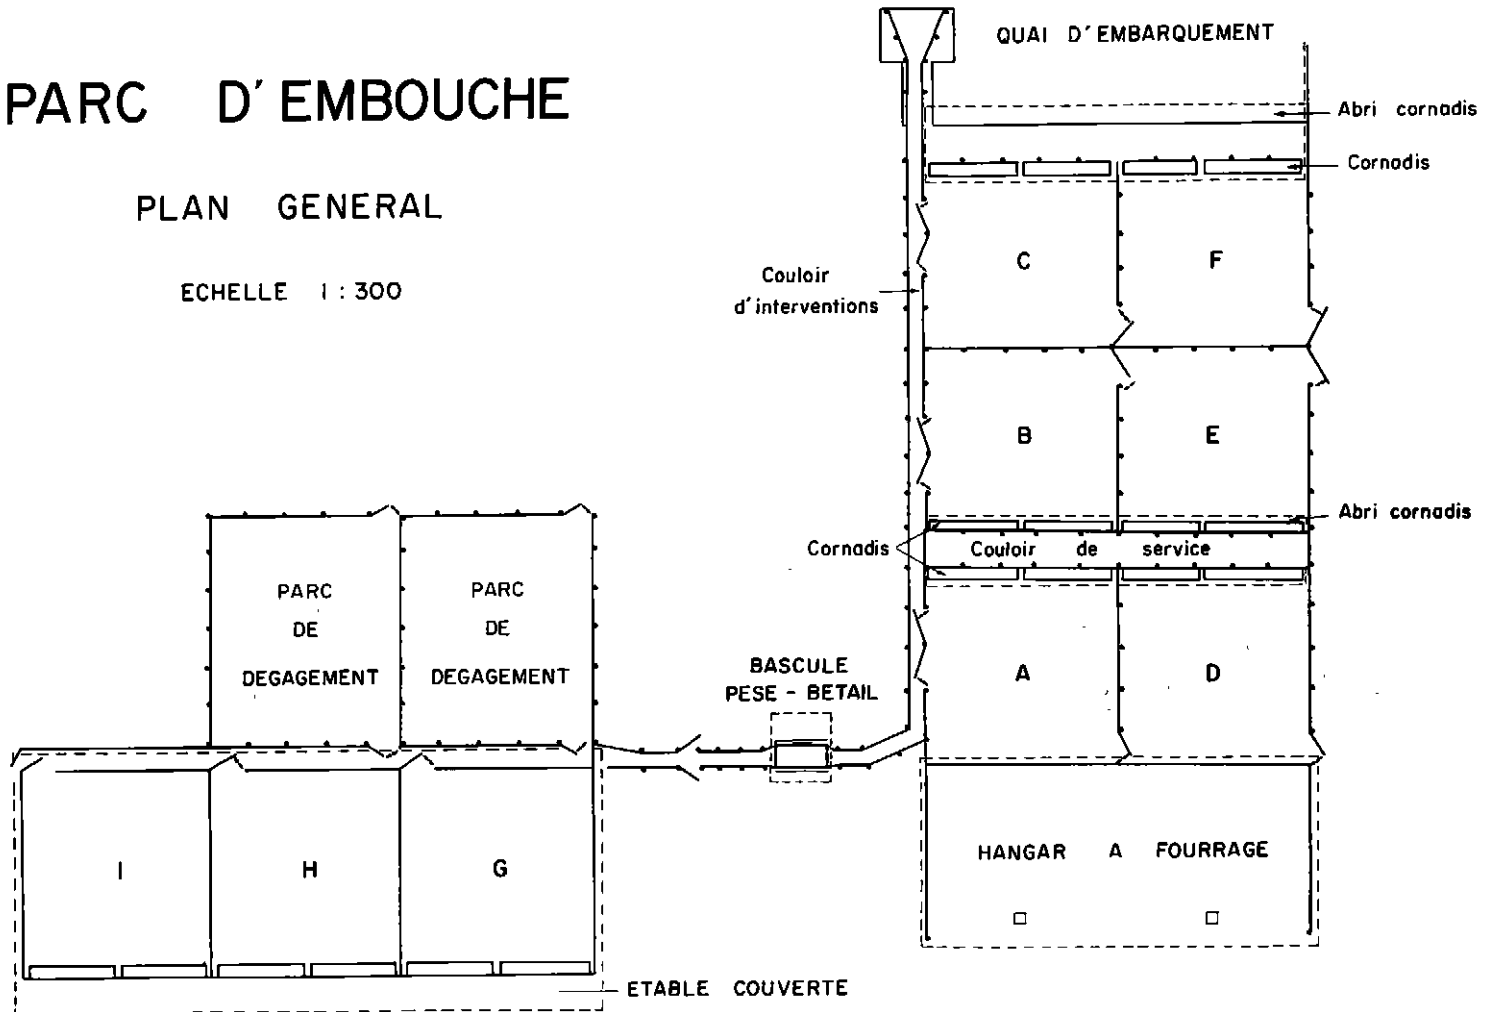 PARC D'EMBOUCHE
PLAN GENERAL
ECHELLE 1 : 300
QUAI D'EMBARQUEMENT
Abri cornadis
Cornadis
C
F
Couloir
d'interventions
B
E
Abri cornadis
Cornadis
Couloir de service
PARC
DE
DEGAGEMENT
PARC
DE
DEGAGEMENT
BASCULE
PESE - BETAIL
A
D
HANGAR A FOURRAGE
I
H
G
ETABLE COUVERTE